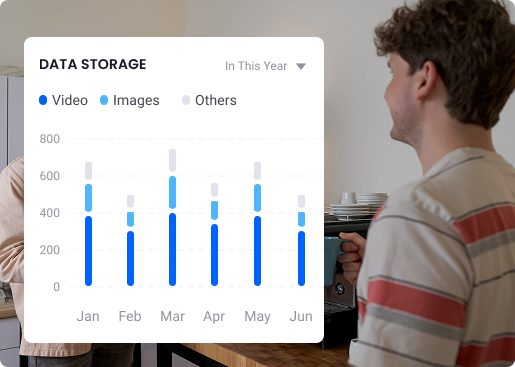 DATA STORAGE
In This Year
Video Images Others
800
600
400
200
0
Jan Feb Mar Apr May Jun